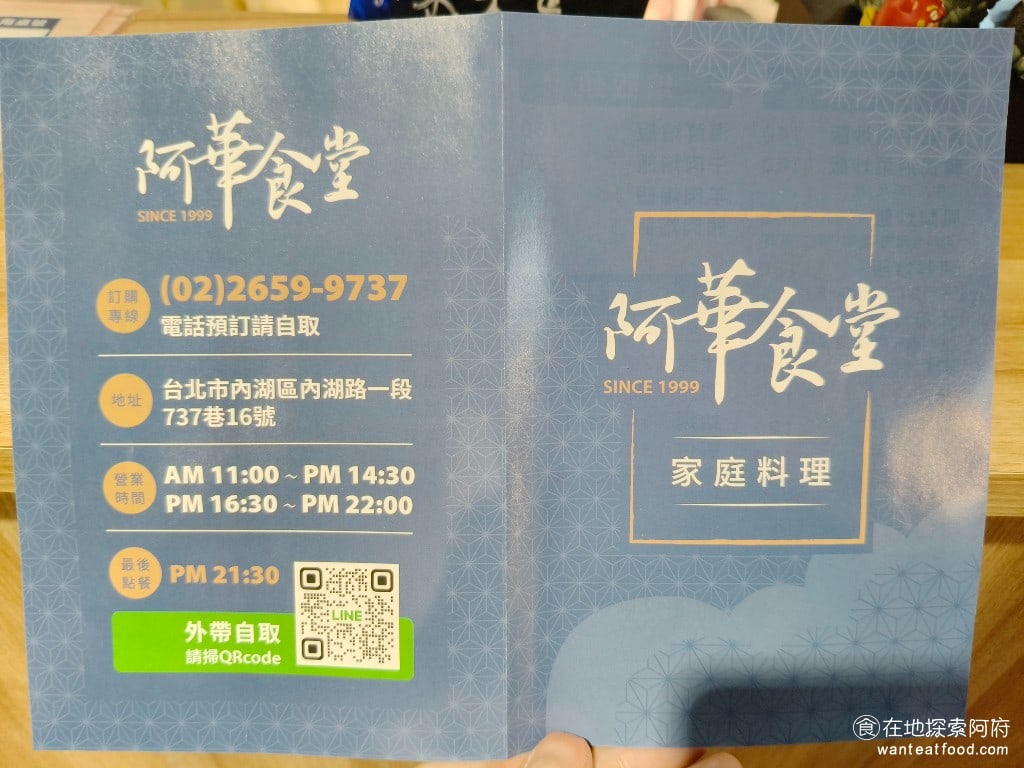 阿華食堂
SINCE 1999
訂購
專線
(02)2659-9737
電話預訂請自取
地址
台北市內湖區內湖路一段
737巷16號
營業
時間
AM 11:00 ~ PM 14:30
PM 16:30 ~ PM 22:00
最後
點餐
PM 21:30
LINE
外帶自取
請掃QRcode
阿華食堂
SINCE 1999
家庭料理
食在地探索阿府
wanteatfood.com